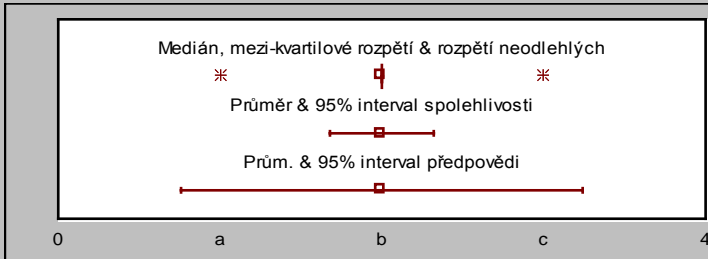 Medián, mezi-kvartilové rozpětí & rozpětí neodlehlých
Průměr & 95% interval spolehlivosti
Prům. & 95% interval předpovědi
0 a b c 4